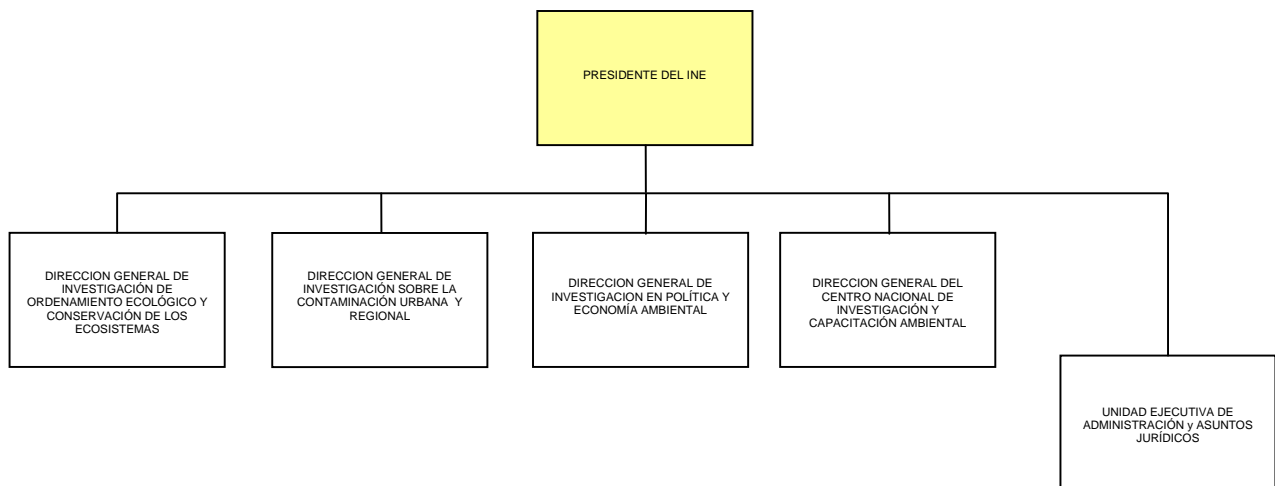 PRESIDENTE DEL INE
DIRECCION GENERAL DE
INVESTIGACIÓN DE
ORDENAMIENTO ECOLÓGICO Y
CONSERVACIÓN DE LOS
ECOSISTEMAS
DIRECCION GENERAL DE
INVESTIGACIÓN SOBRE LA
CONTAMINACIÓN URBANA Y
REGIONAL
DIRECCION GENERAL DE
INVESTIGACION EN POLÍTICA Y
ECONOMÍA AMBIENTAL
DIRECCION GENERAL DEL
CENTRO NACIONAL DE
INVESTIGACIÓN Y
CAPACITACIÓN AMBIENTAL
UNIDAD EJECUTIVA DE
ADMINISTRACIÓN y ASUNTOS
JURÍDICOS